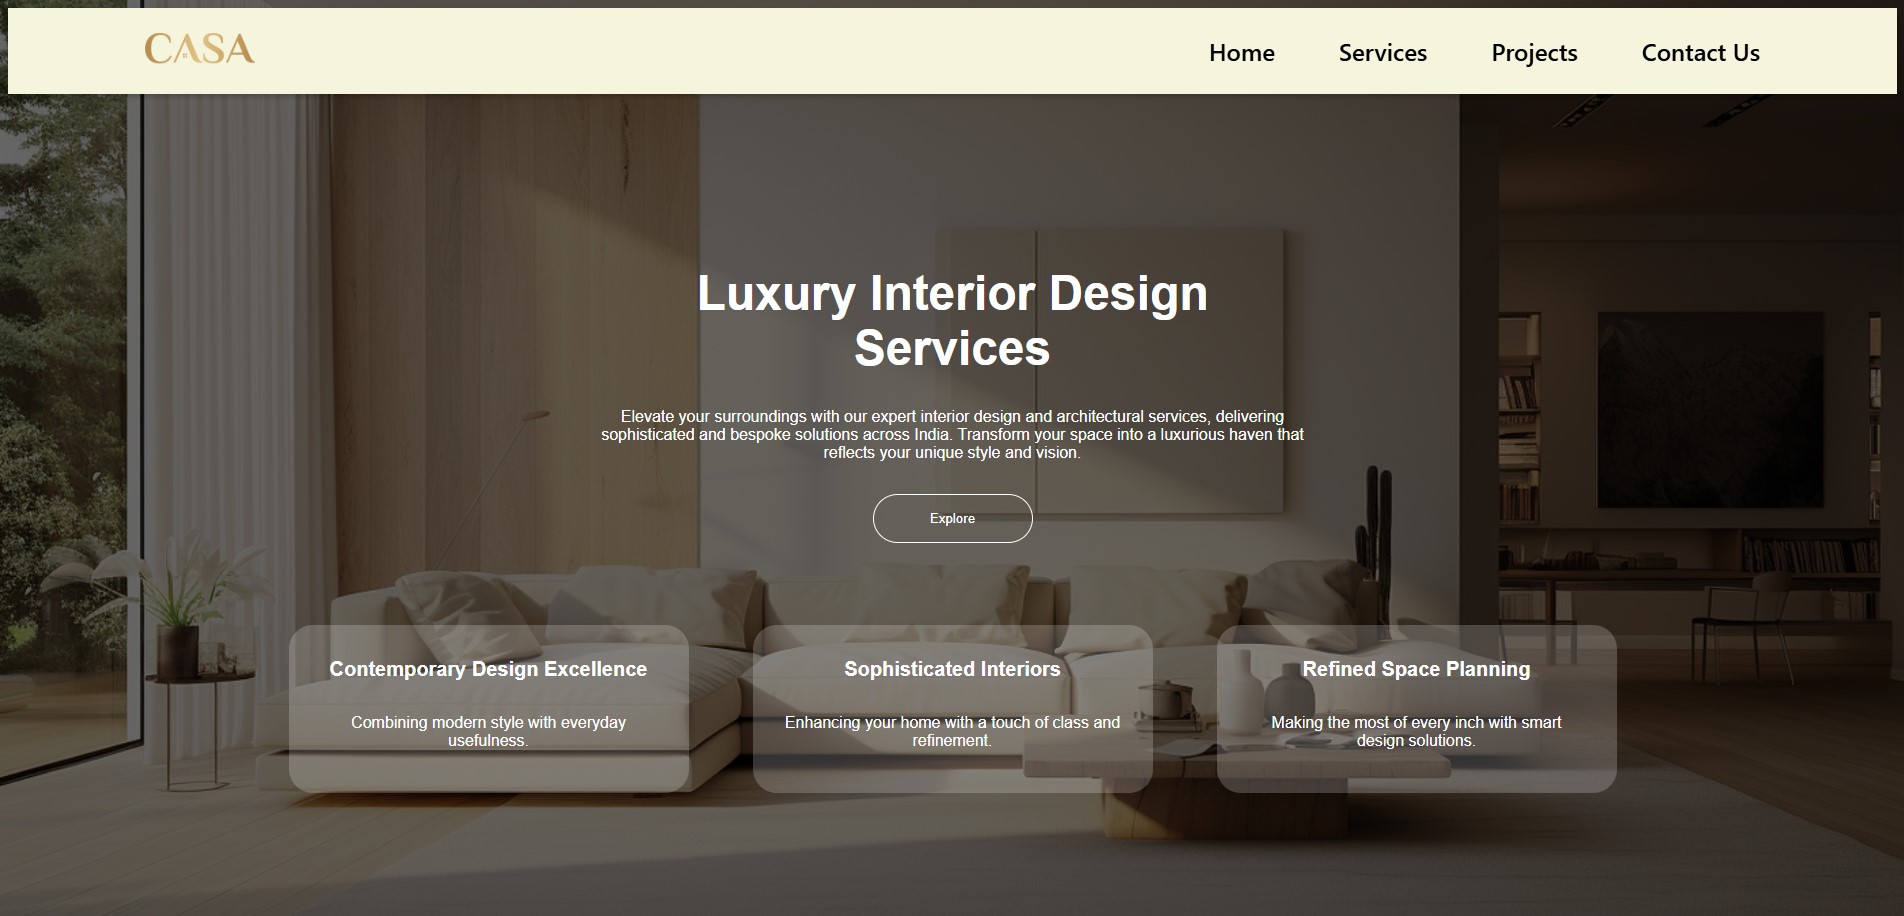 CASA
Home Services Projects Contact Us
Luxury Interior Design
Services
Elevate your surroundings with our expert interior design and architectural services, delivering
sophisticated and bespoke solutions across India. Transform your space into a luxurious haven that
reflects your unique style and vision.
Explore
Contemporary Design Excellence
Combining modern style with everyday
usefulness.
Sophisticated Interiors
Enhancing your home with a touch of class and
refinement.
Refined Space Planning
Making the most of every inch with smart
design solutions.